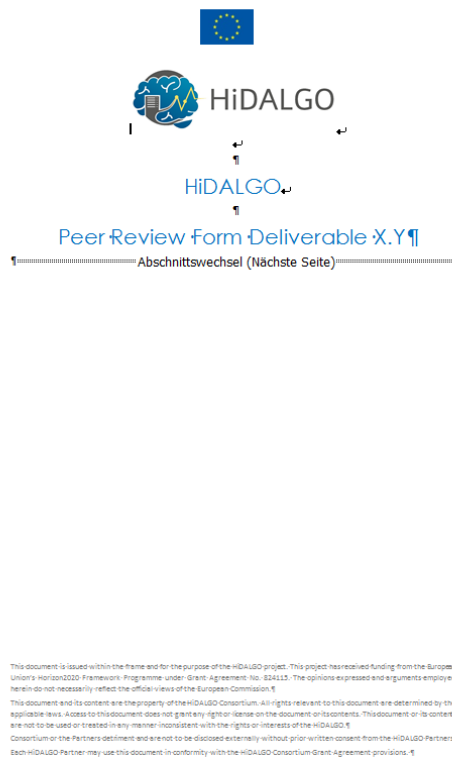 HiDALGO
HiDALGO
Peer Review Form Deliverable X.Y
Abschnittswechsel (Nächste Seite)
This document is issued within the frame and for the purpose of the HiDALGO project. This project has received funding from the Europea
Union's Horizon2020 Framework Programme under Grant Agreement No. 824115. The opinions expressed and arguments employe
herein do not necessarily reflect the official views of the European Commission.
This document and its content are the property of the HiDALGO Consortium. All rights relevant to this document are determined by the
applicable laws. Access to this document does not grant any right or license on the document or its contents. This document or its conten
are not to be used or treated in any manner inconsistent with the rights or interests of the HiDALGO
Consortium or the Partners detriment and are not to be disclosed externally without prior written consent from the HiDALGO Partners
Each HiDALGO Partner may use this document in conformity with the HiDALGO Consortium Grant Agreement provisions.